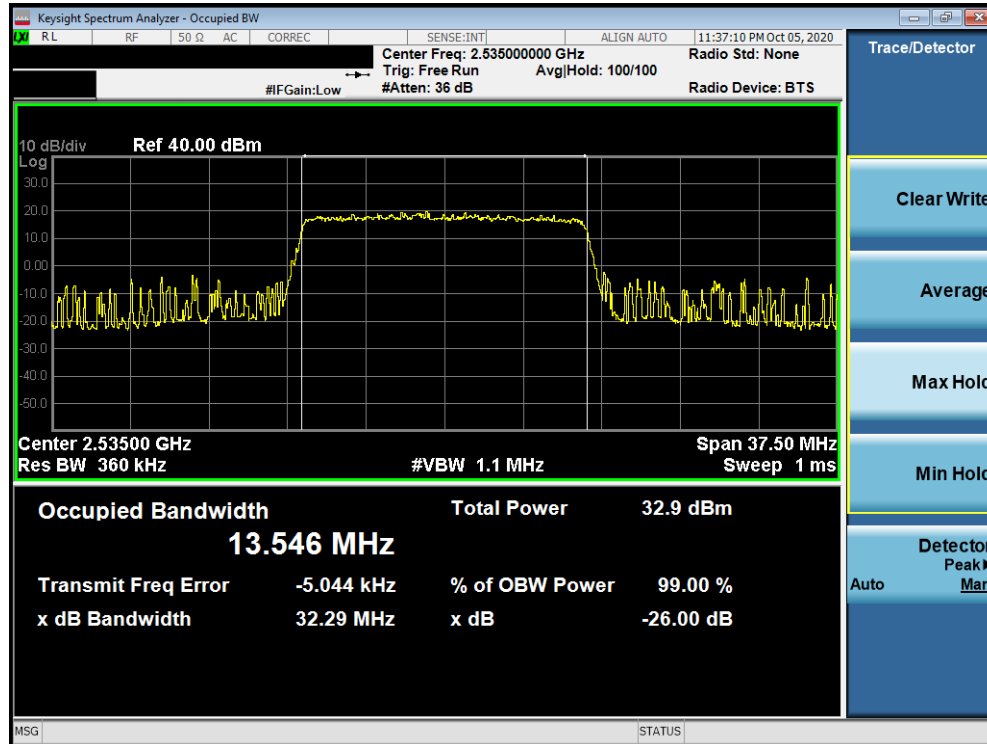 Keysight Spectrum Analyzer - Occupied BW
LXI RL RF 50 Ω AC CORREC SENSE:INT ALIGN AUTO 11:37:10 PM Oct 05, 2020
Center Freq: 2.535000000 GHz Radio Std: None
Trig: Free Run Avg|Hold: 100/100
#IFGain:Low #Atten: 36 dB Radio Device: BTS
10 dB/div Ref 40.00 dBm
Log
30.0
20.0
10.0
0.00
-10.0
-20.0
-30.0
-40.0
-50.0
Center 2.53500 GHz Span 37.50 MHz
Res BW 360 kHz #VBW 1.1 MHz Sweep 1 ms
Occupied Bandwidth Total Power 32.9 dBm
13.546 MHz
Transmit Freq Error -5.044 kHz % of OBW Power 99.00 %
x dB Bandwidth 32.29 MHz x dB -26.00 dB
MSG STATUS
Trace/Detector
Clear Write
Average
Max Hold
Min Hold
Detector
Peak▶
Auto Man